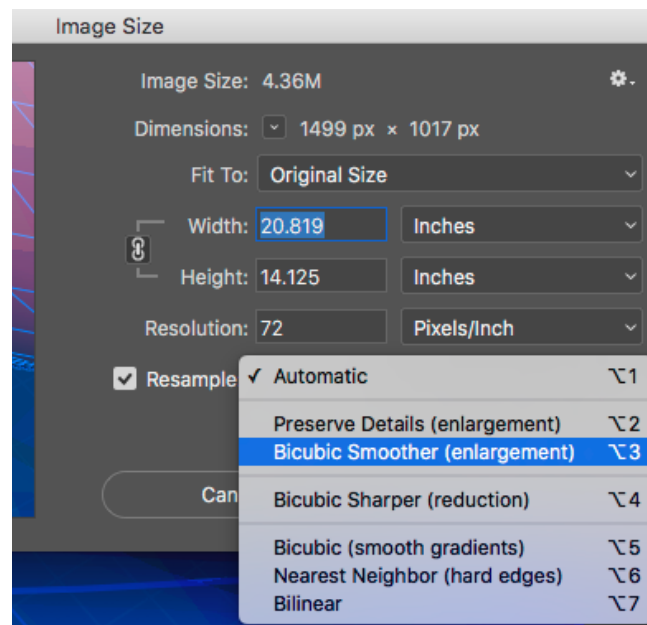 Image Size
Image Size: 4.36M
Dimensions: 1499 px × 1017 px
Fit To: Original Size
Width: 20.819 Inches
Height: 14.125 Inches
Resolution: 72 Pixels/Inch
Resample ✓ Automatic ⌥1
Preserve Details (enlargement) ⌥2
Bicubic Smoother (enlargement) ⌥3
Can Bicubic Sharper (reduction) ⌥4
Bicubic (smooth gradients) ⌥5
Nearest Neighbor (hard edges) ⌥6
Bilinear ⌥7